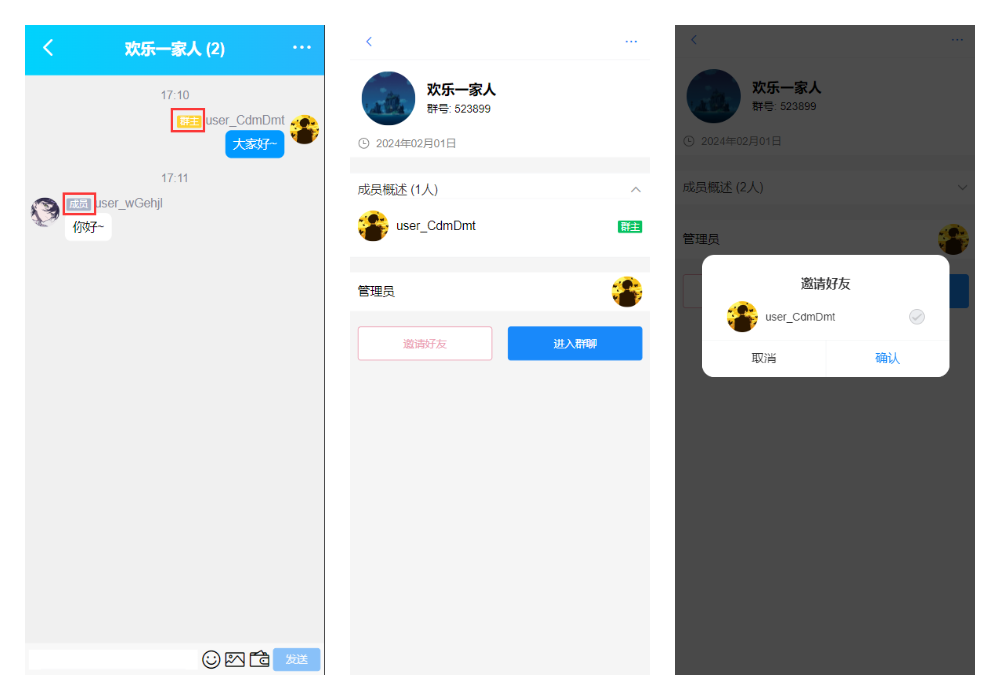 欢乐一家人 (2)
17:10
群主 user_CdmDmt
大家好~
17:11
成员 user_wGehjl
你好~
发送
欢乐一家人
群号: 523899
2024年02月01日
成员概述 (1人)
user_CdmDmt 群主
管理员
邀请好友 进入群聊
欢乐一家人
群号: 523899
2024年02月01日
成员概述 (2人)
管理员
邀请好友
user_CdmDmt
取消 确认